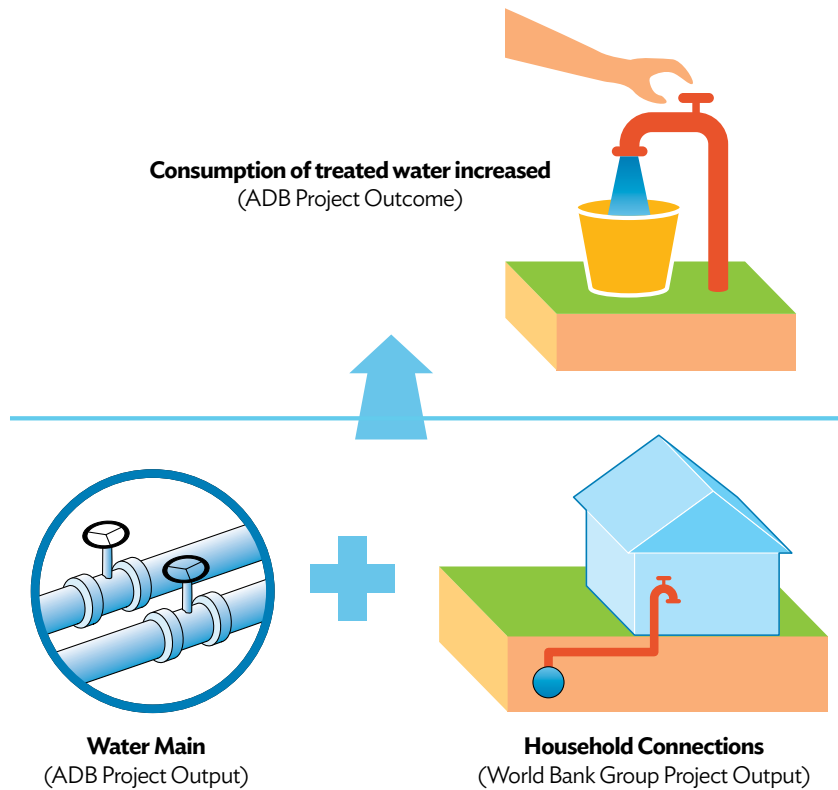 Consumption of treated water increased
(ADB Project Outcome)
Water Main
(ADB Project Output)
Household Connections
(World Bank Group Project Output)